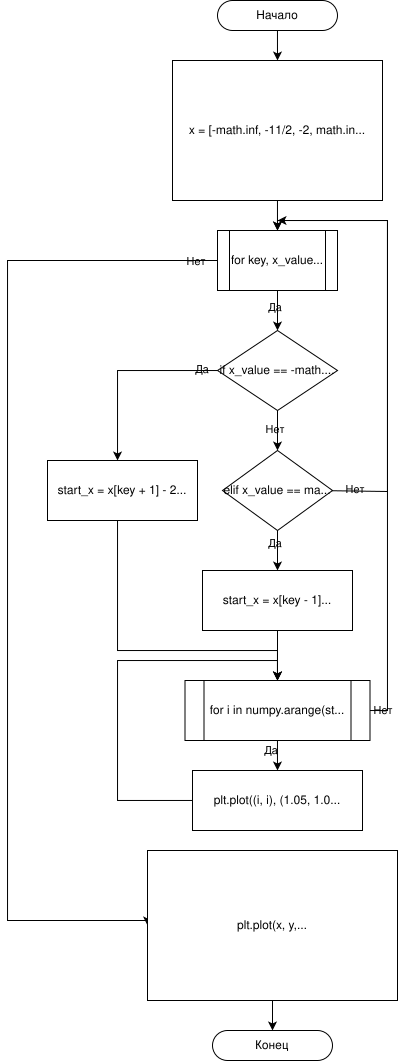 Начало
x = [-math.inf, -11/2, -2, math.in...
Нет
for key, x_value...
Да
Да
if x_value == -math...
Нет
start_x = x[key + 1] - 2...
elif x_value == ma...
Нет
Да
start_x = x[key - 1]...
for i in numpy.arange(st...
Нет
Да
plt.plot((i, i), (1.05, 1.0...
plt.plot(x, y,...
Конец